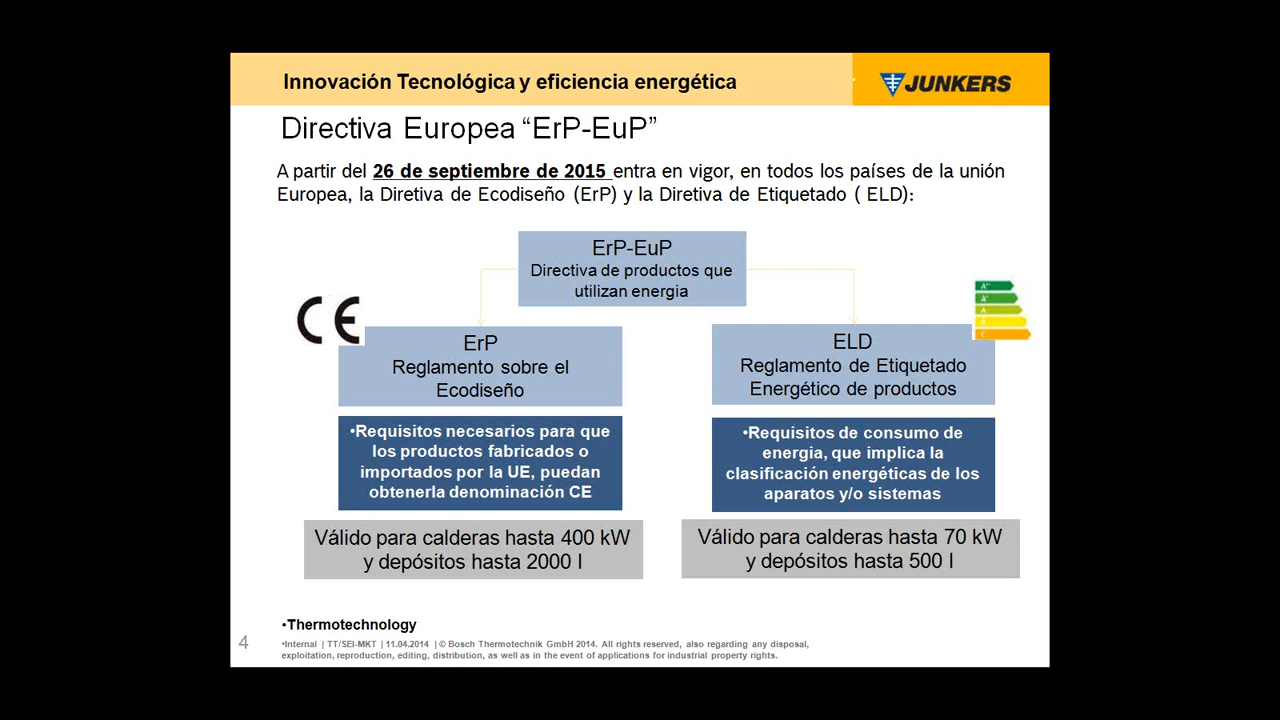 Innovación Tecnológica y eficiencia energética
JUNKERS
Directiva Europea “ErP-EuP”
A partir del 26 de septiembre de 2015 entra en vigor, en todos los países de la unión
Europea, la Diretiva de Ecodiseño (ErP) y la Diretiva de Etiquetado ( ELD):
ErP-EuP
Directiva de productos que
utilizan energia
CE
A++
A+
A
B
C
ErP
Reglamento sobre el
Ecodiseño
ELD
Reglamento de Etiquetado
Energético de productos
•Requisitos necesarios para que
los productos fabricados o
importados por la UE, puedan
obtenerla denominación CE
•Requisitos de consumo de
energia, que implica la
clasificación energéticas de los
aparatos y/o sistemas
Válido para calderas hasta 400 kW
y depósitos hasta 2000 l
Válido para calderas hasta 70 kW
y depósitos hasta 500 l
•Thermotechnology
4
•Internal | TT/SEI-MKT | 11.04.2014 | © Bosch Thermotechnik GmbH 2014. All rights reserved, also regarding any disposal,
exploitation, reproduction, editing, distribution, as well as in the event of applications for industrial property rights.